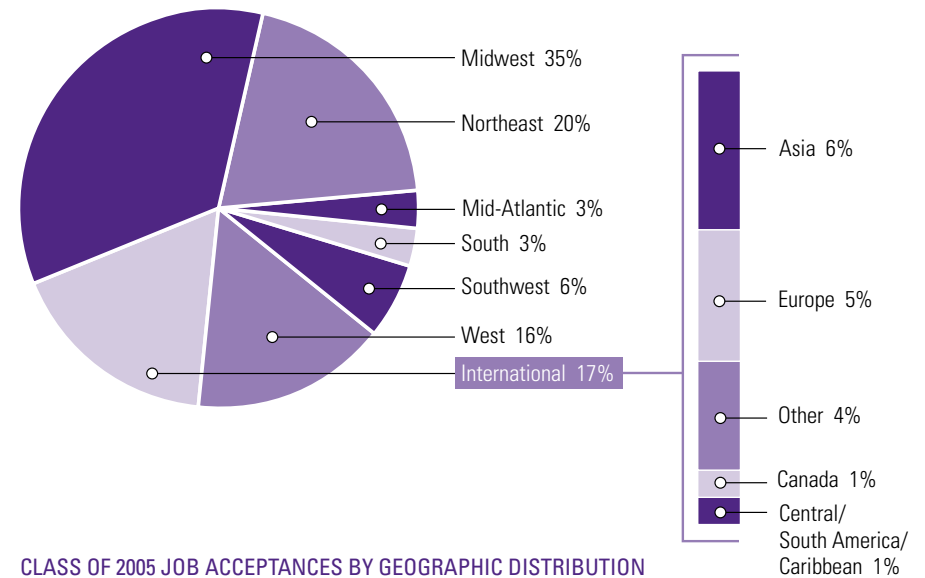 Midwest 35%
Northeast 20%
Mid-Atlantic 3%
South 3%
Southwest 6%
West 16%
International 17%
Asia 6%
Europe 5%
Other 4%
Canada 1%
Central/
South America/
Caribbean 1%
CLASS OF 2005 JOB ACCEPTANCES BY GEOGRAPHIC DISTRIBUTION